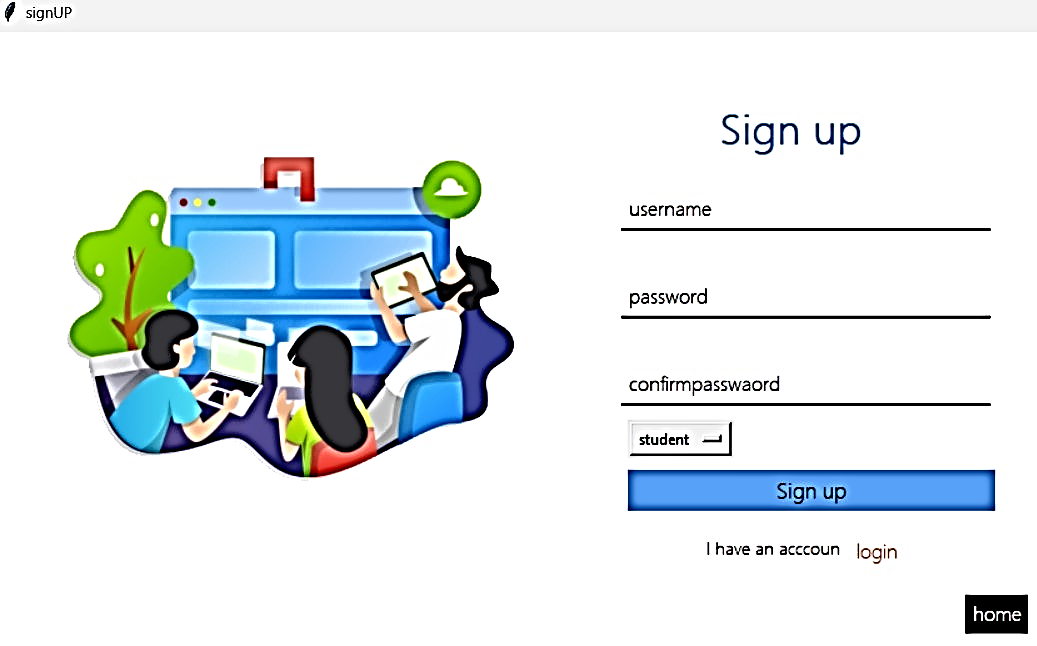 signUP
Sign up
username
password
confirmpasswaord
student
Sign up
I have an acccoun login
home